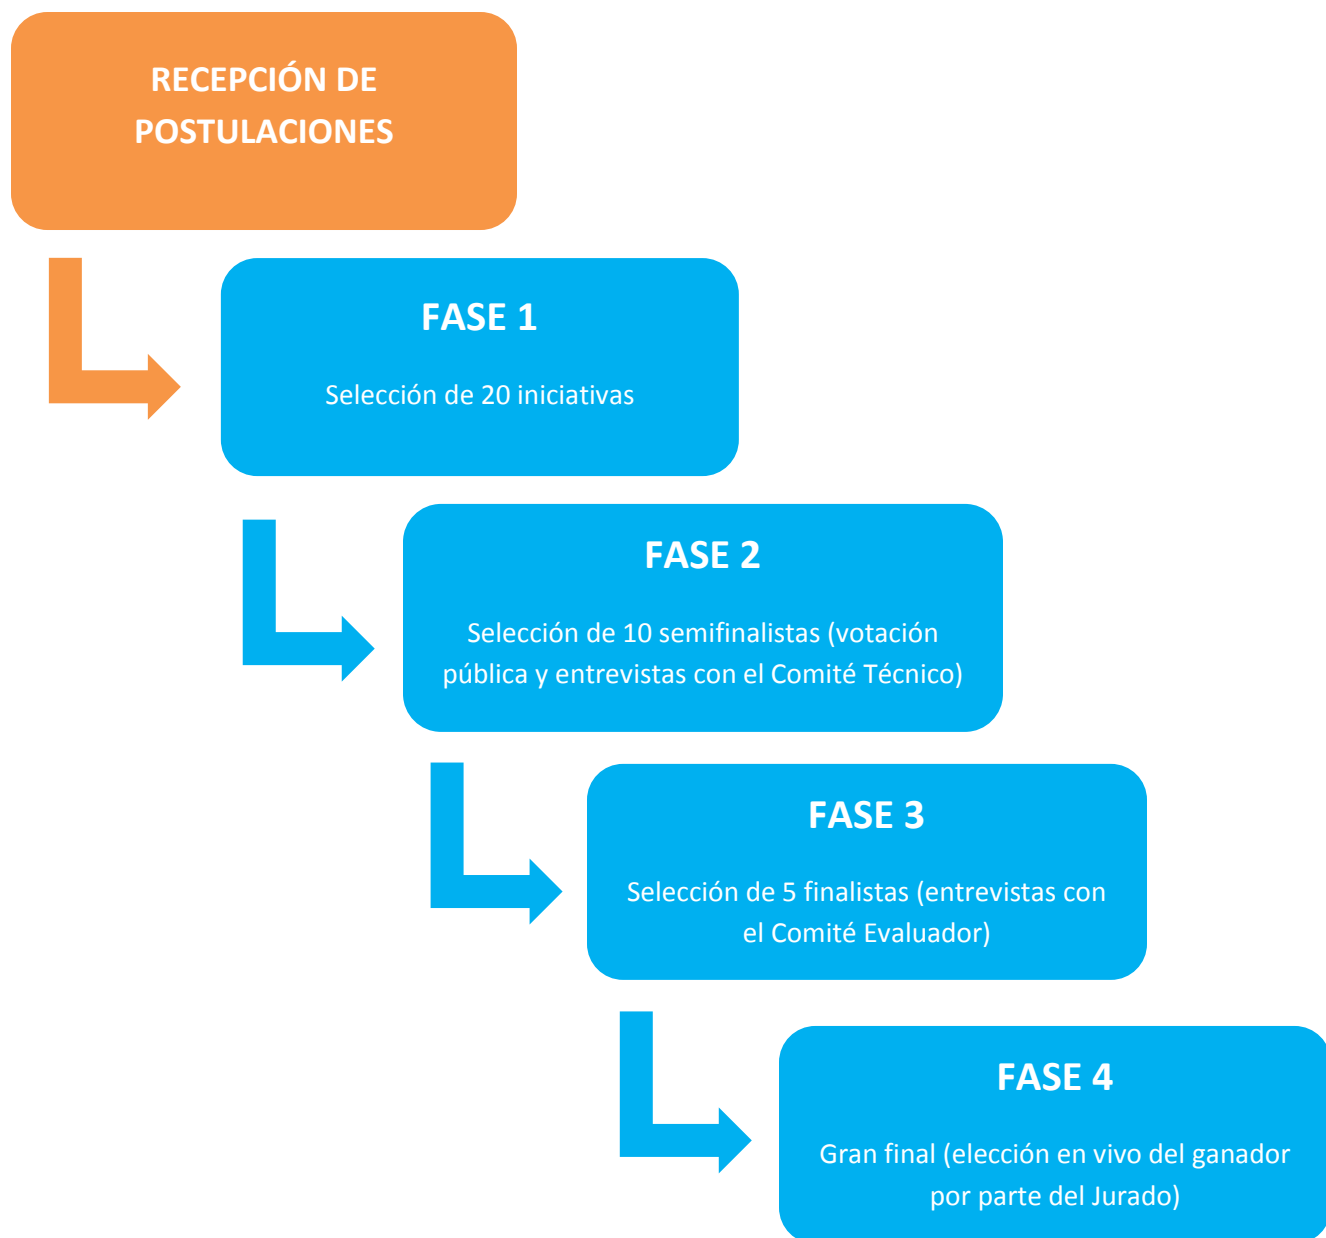 RECEPCIÓN DE
POSTULACIONES
FASE 1
Selección de 20 iniciativas
FASE 2
Selección de 10 semifinalistas (votación
pública y entrevistas con el Comité Técnico)
FASE 3
Selección de 5 finalistas (entrevistas con
el Comité Evaluador)
FASE 4
Gran final (elección en vivo del ganador
por parte del Jurado)